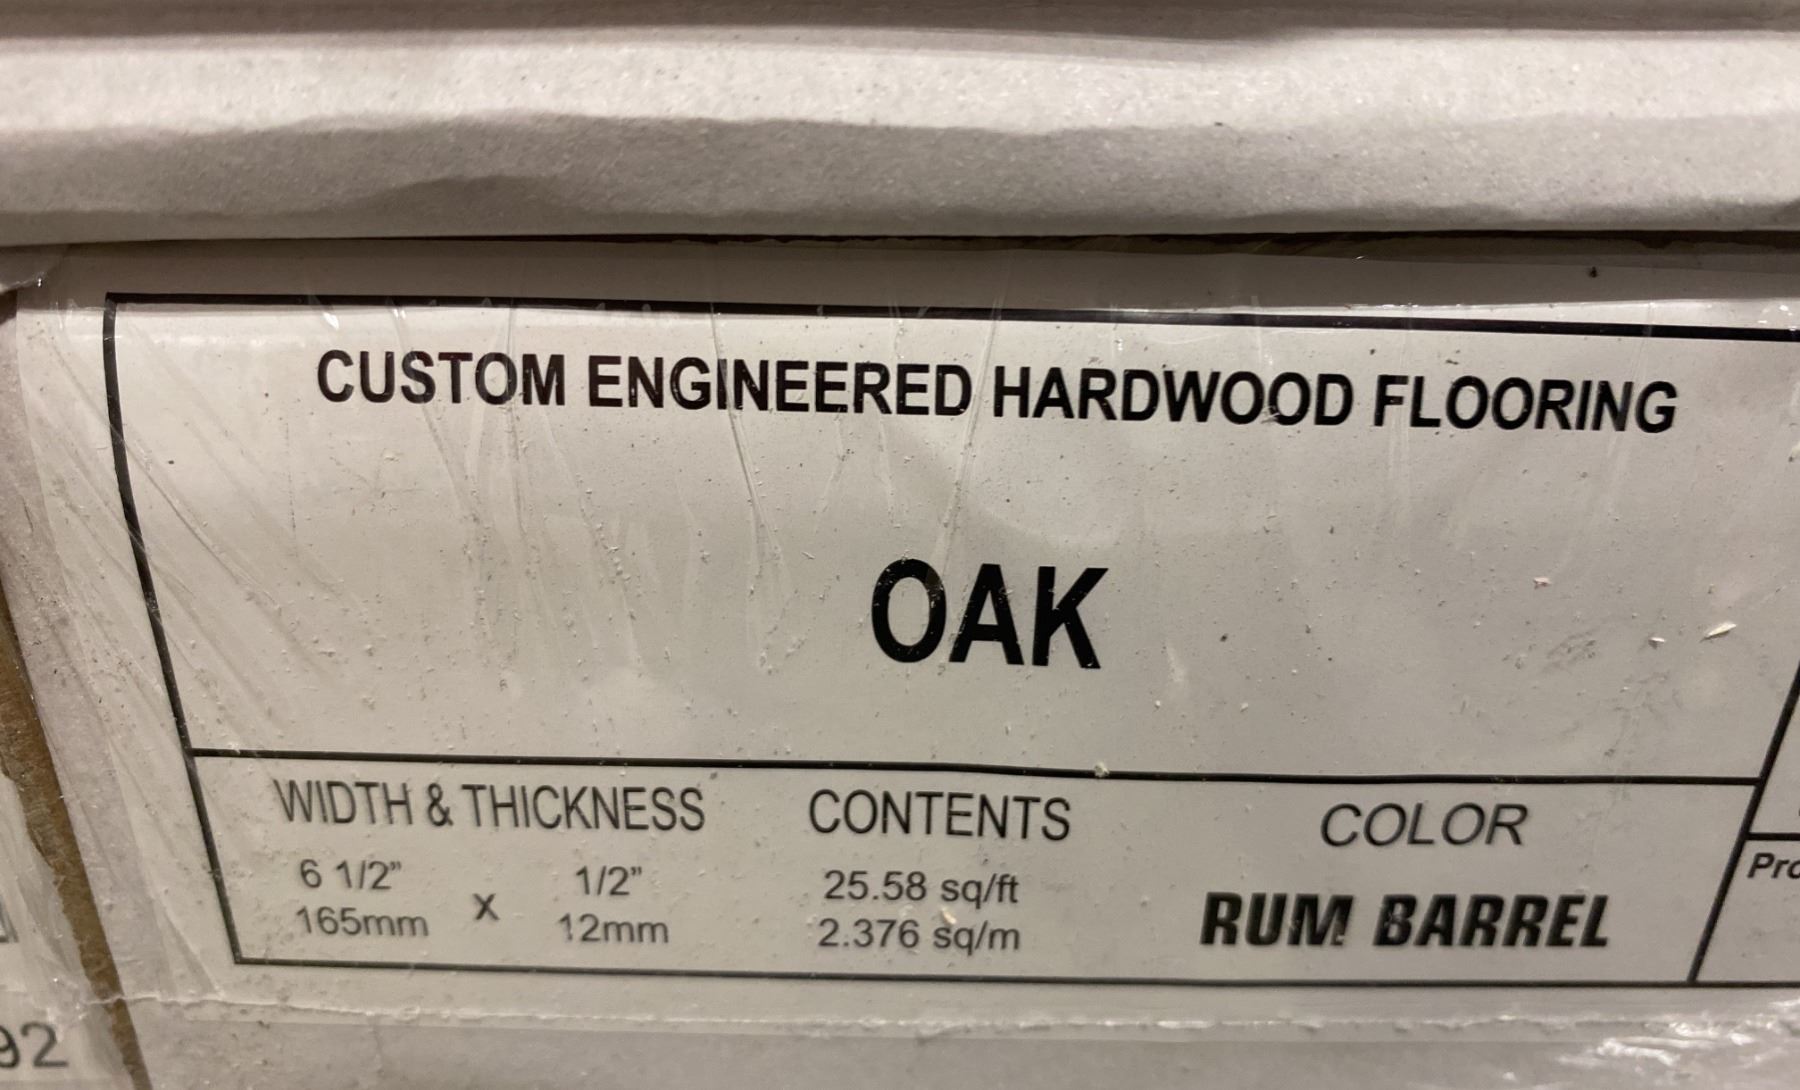 CUSTOM ENGINEERED HARDWOOD FLOORING
OAK
WIDTH & THICKNESS
6 1/2" x 1/2"
165mm 12mm
CONTENTS
25.58 sq/ft
2.376 sq/m
COLOR
RUM BARREL